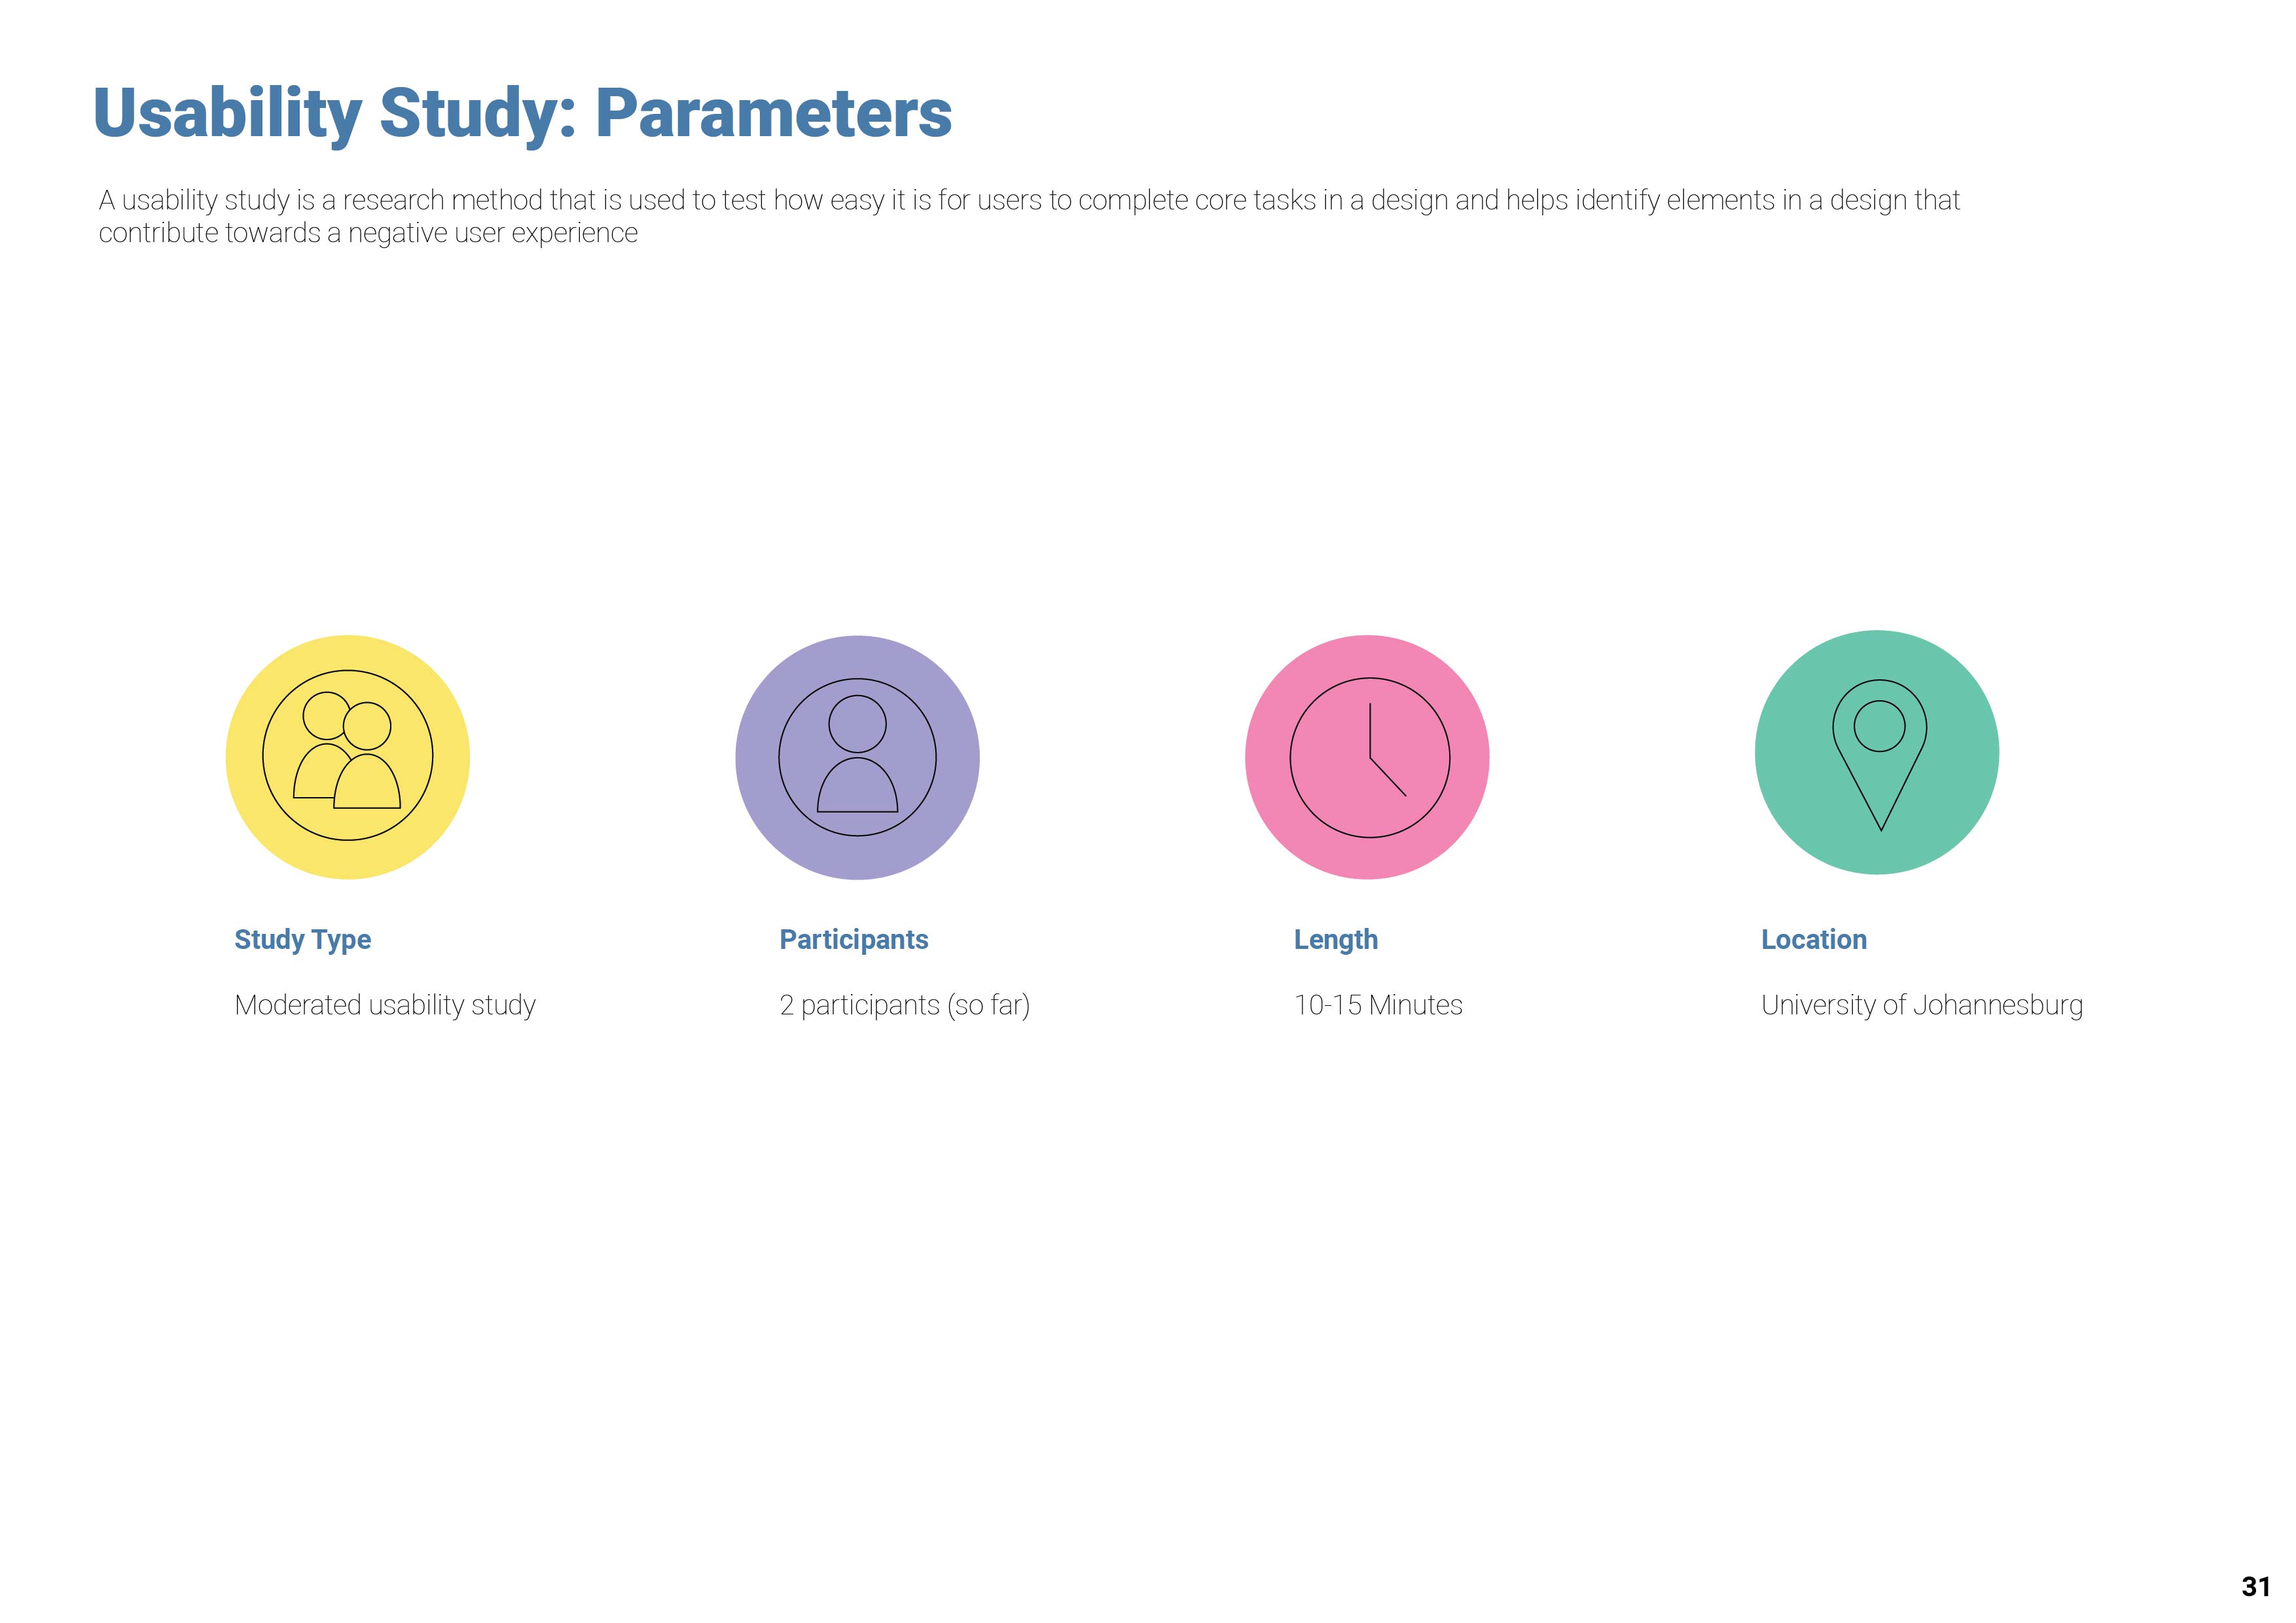 Usability Study: Parameters
A usability study is a research method that is used to test how easy it is for users to complete core tasks in a design and helps identify elements in a design that
contribute towards a negative user experience
Study Type
Moderated usability study
Participants
2 participants (so far)
Length
10-15 Minutes
Location
University of Johannesburg
31